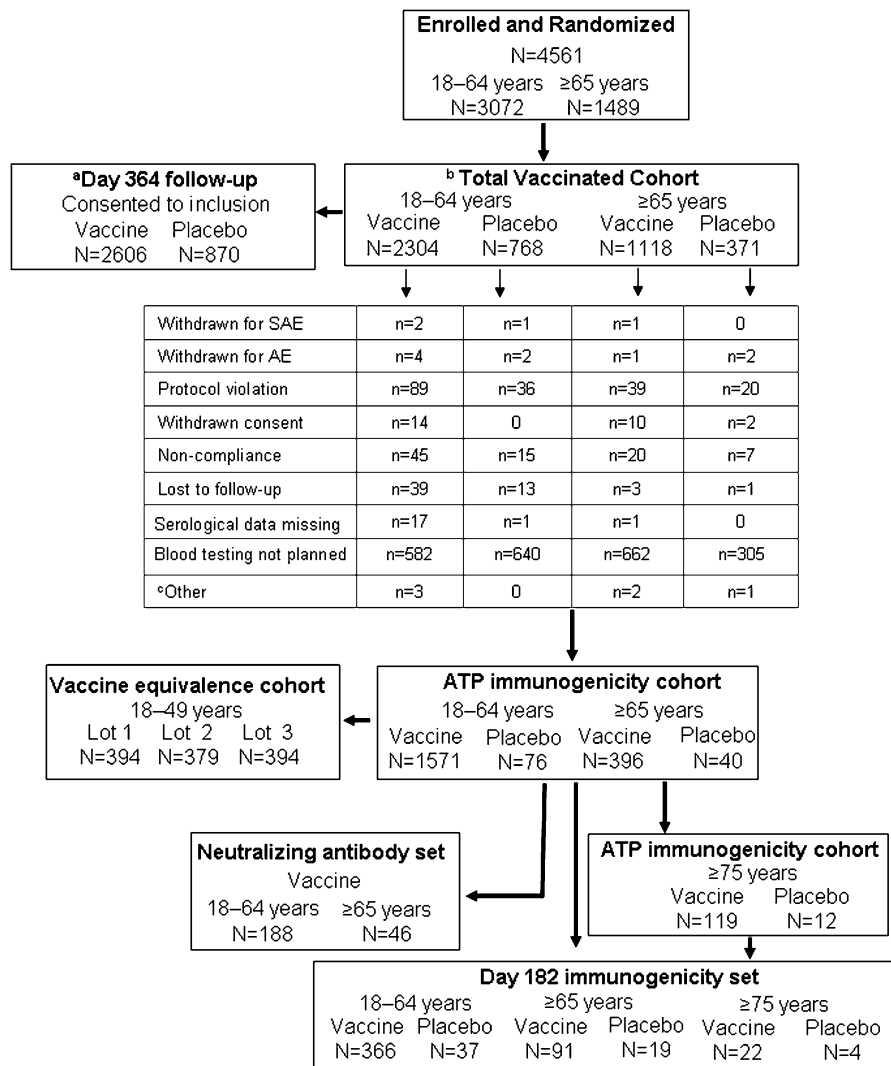 Enrolled and Randomized
N=4561
18–64 years ≥65 years
N=3072 N=1489
ᵃDay 364 follow-up
Consented to inclusion
Vaccine Placebo
N=2606 N=870
ᵇ Total Vaccinated Cohort
18–64 years ≥65 years
Vaccine Placebo Vaccine Placebo
N=2304 N=768 N=1118 N=371
Withdrawn for SAE n=2 n=1 n=1 0
Withdrawn for AE n=4 n=2 n=1 n=2
Protocol violation n=89 n=36 n=39 n=20
Withdrawn consent n=14 0 n=10 n=2
Non-compliance n=45 n=15 n=20 n=7
Lost to follow-up n=39 n=13 n=3 n=1
Serological data missing n=17 n=1 n=1 0
Blood testing not planned n=582 n=640 n=662 n=305
ᶜOther n=3 0 n=2 n=1
Vaccine equivalence cohort
18–49 years
Lot 1 Lot 2 Lot 3
N=394 N=379 N=394
ATP immunogenicity cohort
18–64 years ≥65 years
Vaccine Placebo Vaccine Placebo
N=1571 N=76 N=396 N=40
Neutralizing antibody set
Vaccine
18–64 years ≥65 years
N=188 N=46
ATP immunogenicity cohort
≥75 years
Vaccine Placebo
N=119 N=12
Day 182 immunogenicity set
18–64 years ≥65 years ≥75 years
Vaccine Placebo Vaccine Placebo Vaccine Placebo
N=366 N=37 N=91 N=19 N=22 N=4